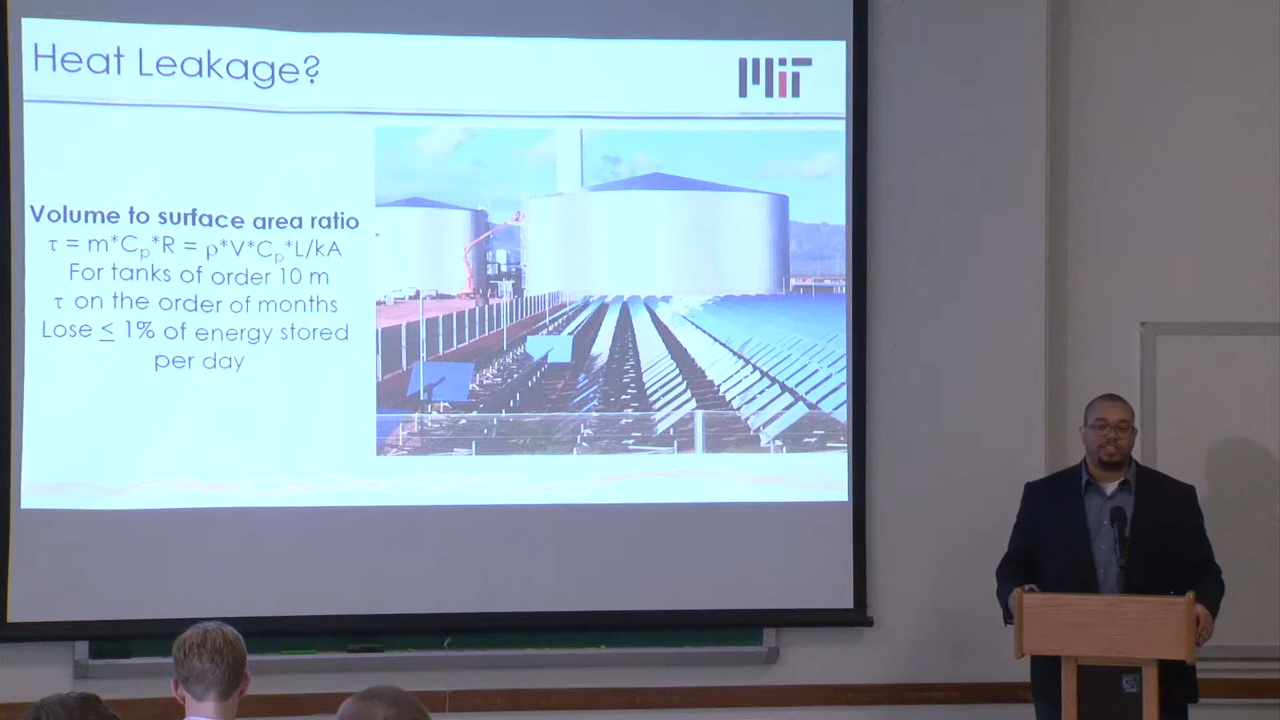 Heat Leakage?
MIT
Volume to surface area ratio
τ = m*Cₚ*R = ρ*V*Cₚ*L/kA
For tanks of order 10 m
τ on the order of months
Lose ≤ 1% of energy stored
per day